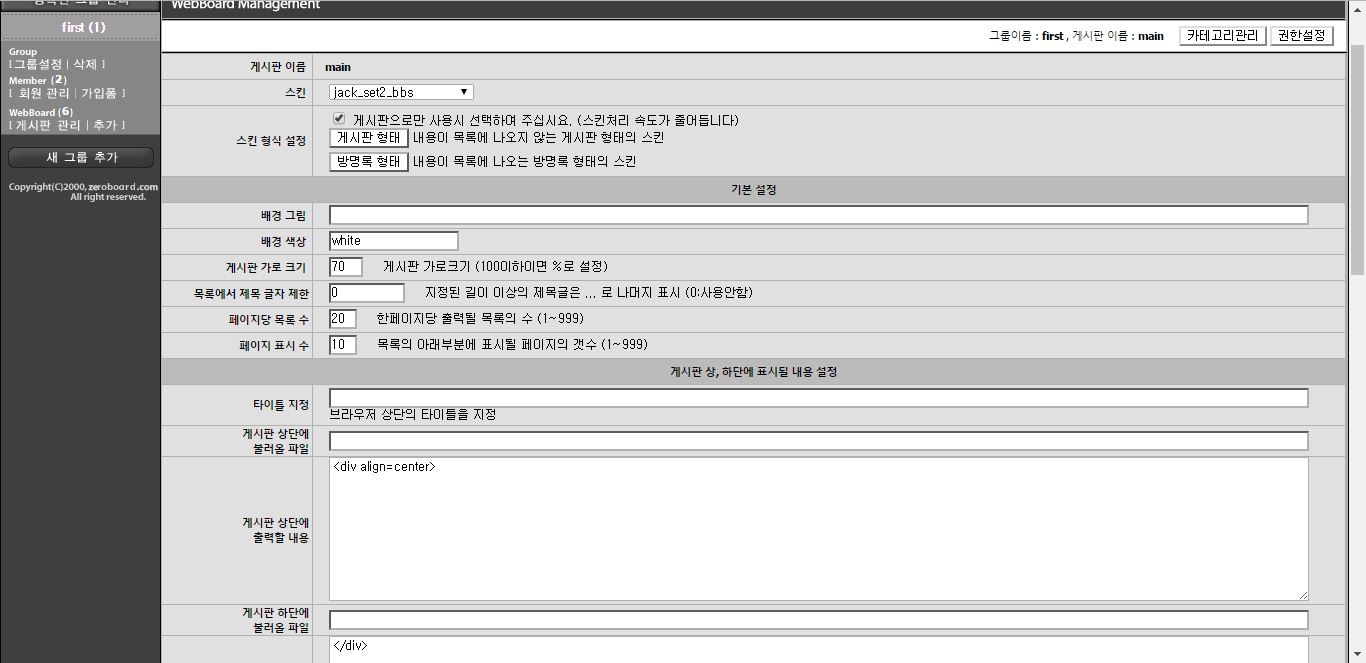 WebBoard Management
first (1)
그룹이름 : first , 게시판 이름 : main 카테고리관리 권한설정
Group
[ 그룹설정 | 삭제 ]
Member (2)
[ 회원 관리 | 가입폼 ]
WebBoard (6)
[ 게시판 관리 | 추가 ]
새 그룹 추가
Copyright(C)2000, zeroboard.com
All right reserved.
게시판 이름 main
스킨 jack_set2_bbs
스킨 형식 설정
게시판으로만 사용시 선택하여 주십시요. (스킨처리 속도가 줄어듭니다)
게시판 형태 내용이 목록에 나오지 않는 게시판 형태의 스킨
방명록 형태 내용이 목록에 나오는 방명록 형태의 스킨
기본 설정
배경 그림
배경 색상 white
게시판 가로 크기 70 게시판 가로크기 (100이하이면 %로 설정)
목록에서 제목 글자 제한 0 지정된 길이 이상의 제목글은 ... 로 나머지 표시 (0:사용안함)
페이지당 목록 수 20 한페이지당 출력될 목록의 수 (1~999)
페이지 표시 수 10 목록의 아래부분에 표시될 페이지의 갯수 (1~999)
게시판 상, 하단에 표시될 내용 설정
타이틀 지정
브라우저 상단의 타이틀을 지정
게시판 상단에
불러올 파일
<div align=center>
게시판 상단에
출력할 내용
게시판 하단에
불러올 파일
</div>